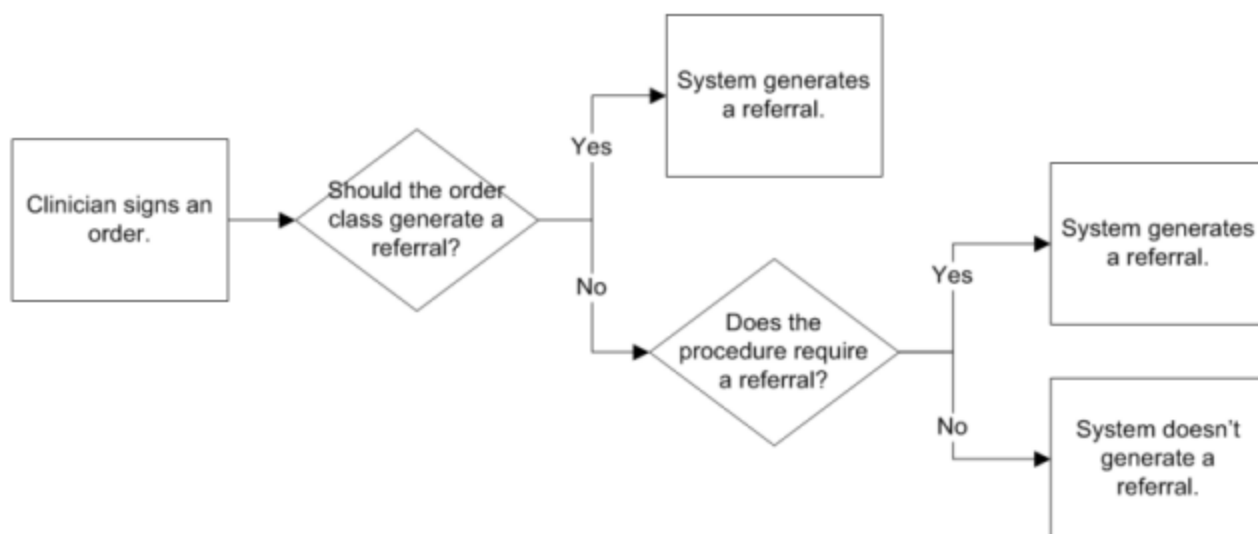 Clinician signs an
order.
Should the order
class generate a
referral?
Yes
System generates
a referral.
No
Does the
procedure require
a referral?
Yes
System generates
a referral.
No
System doesn't
generate a
referral.